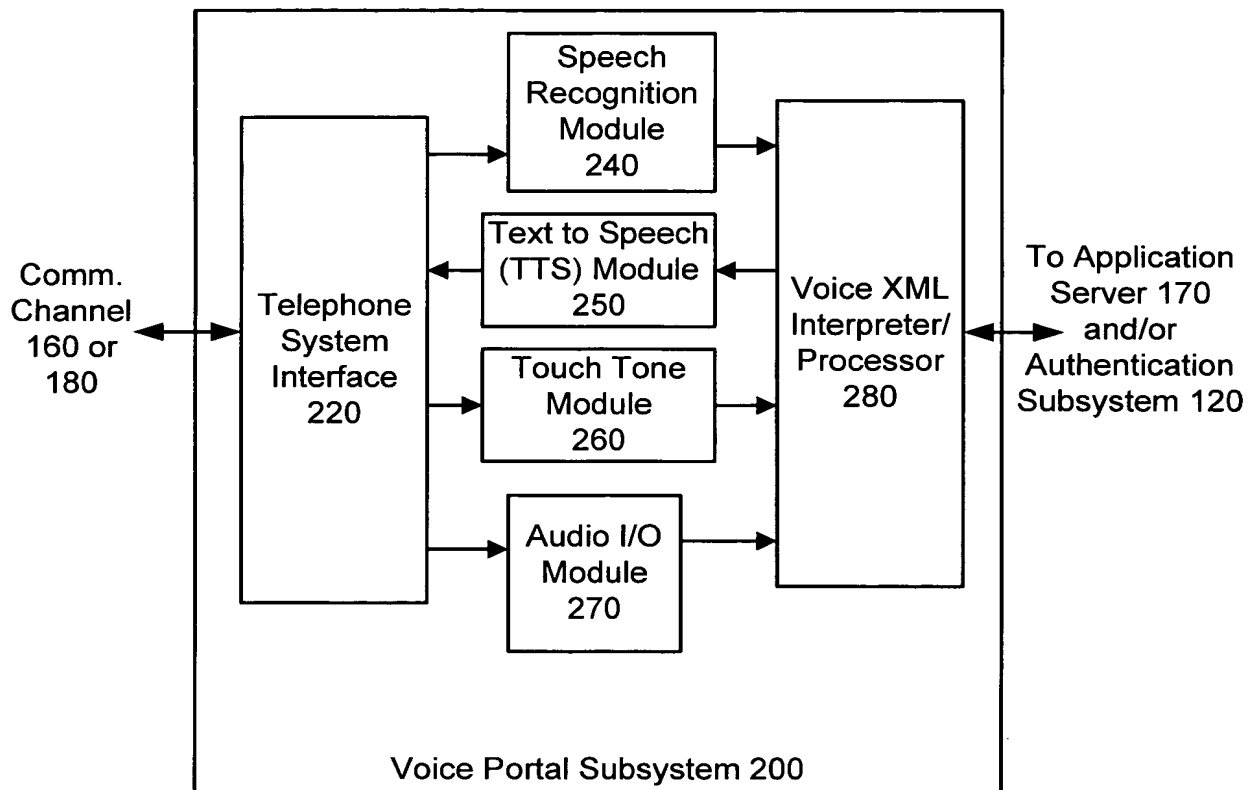 Speech
Recognition
Module
240
Text to Speech
(TTS) Module
250
Touch Tone
Module
260
Audio I/O
Module
270
Comm.
Channel
160 or
180
Telephone
System
Interface
220
Voice XML
Interpreter/
Processor
280
To Application
Server 170
and/or
Authentication
Subsystem 120
Voice Portal Subsystem 200